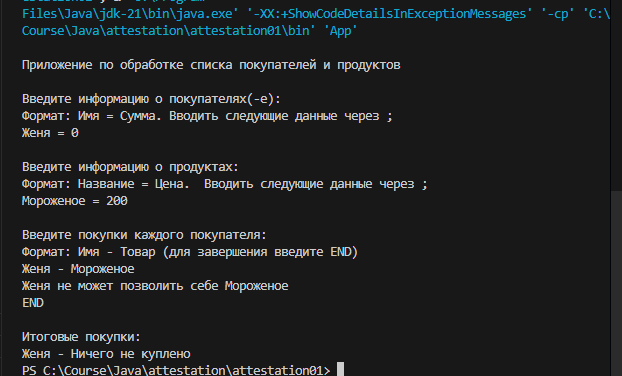 Files\Java\jdk-21\bin\java.exe' '-XX:+ShowCodeDetailsInExceptionMessages' '-cp' 'C:\
Course\Java\attestation\attestation01\bin' 'App'
Приложение по обработке списка покупателей и продуктов
Введите информацию о покупателях(-е):
Формат: Имя = Сумма. Вводить следующие данные через ;
Женя = 0
Введите информацию о продуктах:
Формат: Название = Цена.  Вводить следующие данные через ;
Мороженое = 200
Введите покупки каждого покупателя:
Формат: Имя - Товар (для завершения введите END)
Женя - Мороженое
Женя не может позволить себе Мороженое
END
Итоговые покупки:
Женя - Ничего не куплено
PS C:\Course\Java\attestation\attestation01>